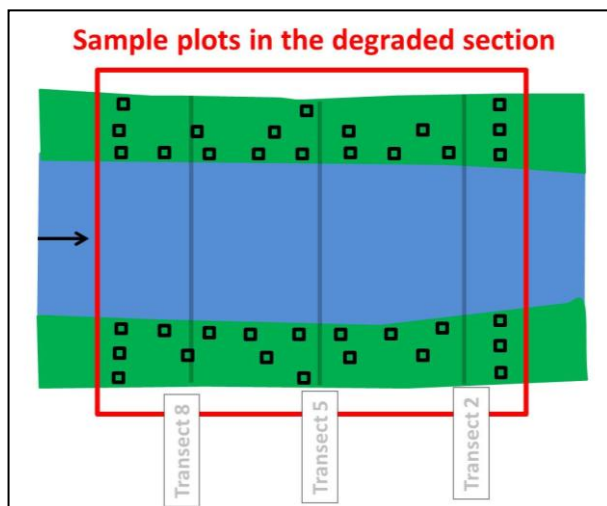 Sample plots in the degraded section
Transect 8
Transect 5
Transect 2